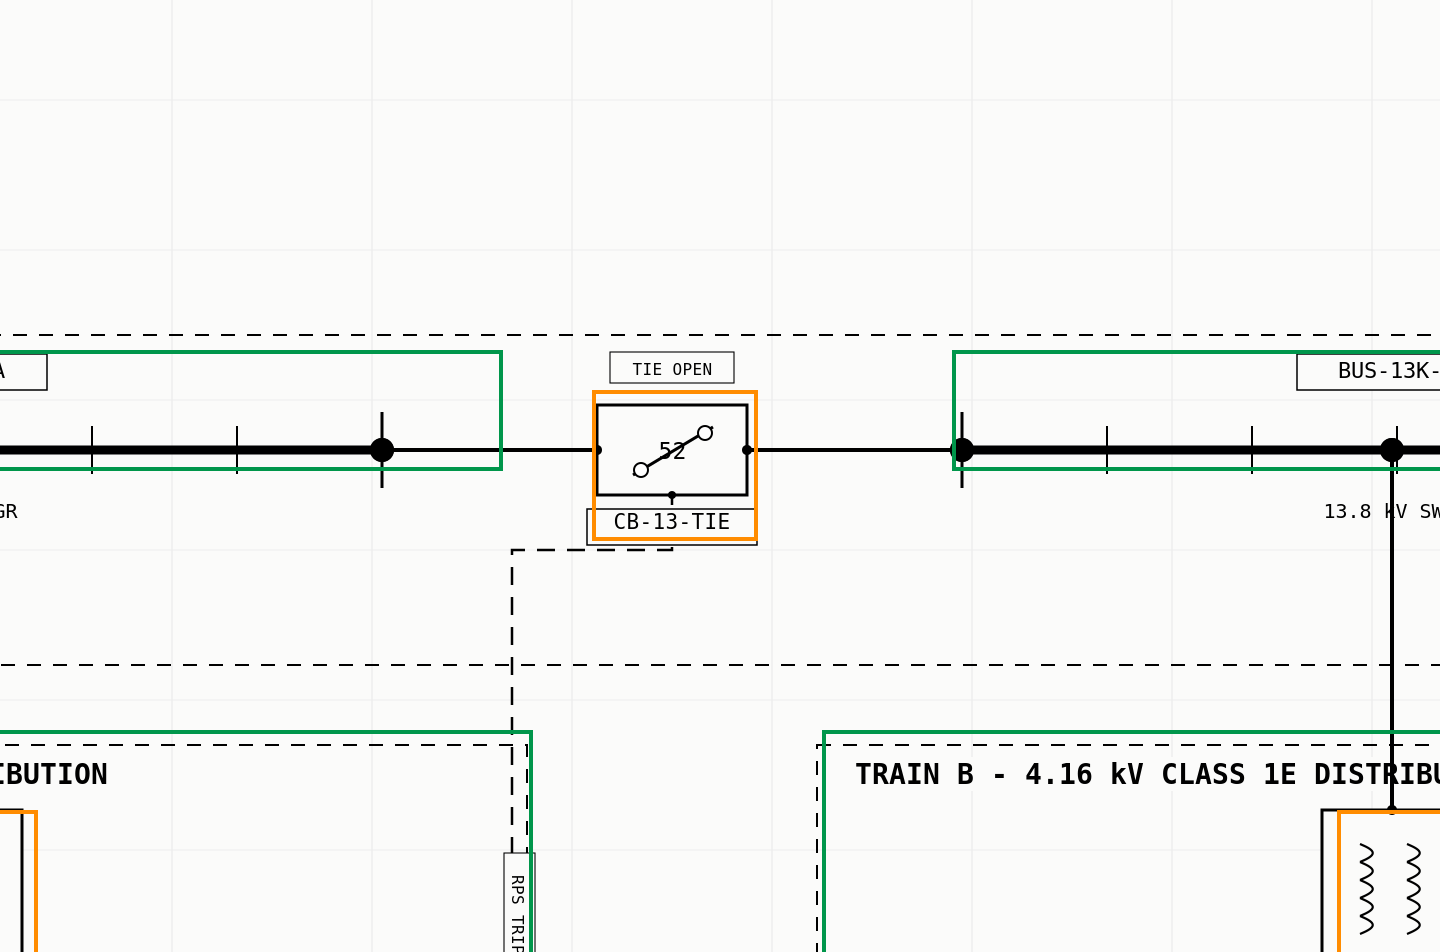 TIE OPEN
A
BUS-13K-
52
GR
CB-13-TIE
13.8 kV SW
IBUTION
TRAIN B - 4.16 kV CLASS 1E DISTRIBU
RPS TRIP